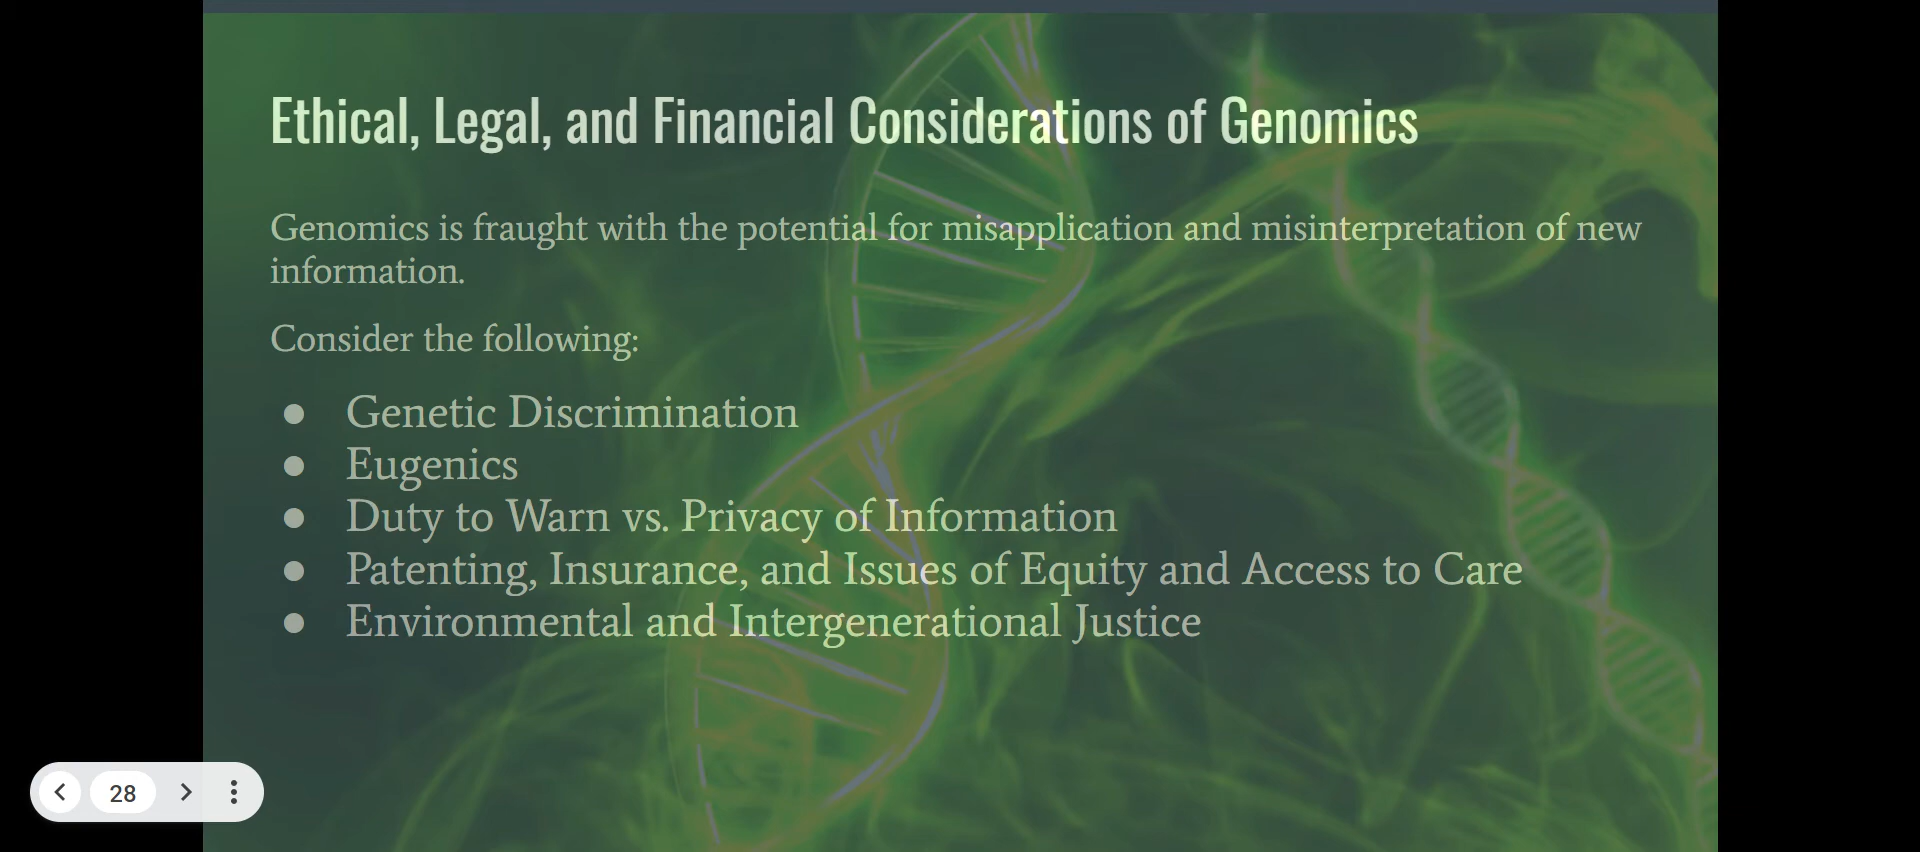 Ethical, Legal, and Financial Considerations of Genomics
Genomics is fraught with the potential for misapplication and misinterpretation of new
information.
Consider the following:
● Genetic Discrimination
● Eugenics
● Duty to Warn vs. Privacy of Information
● Patenting, Insurance, and Issues of Equity and Access to Care
● Environmental and Intergenerational Justice
28